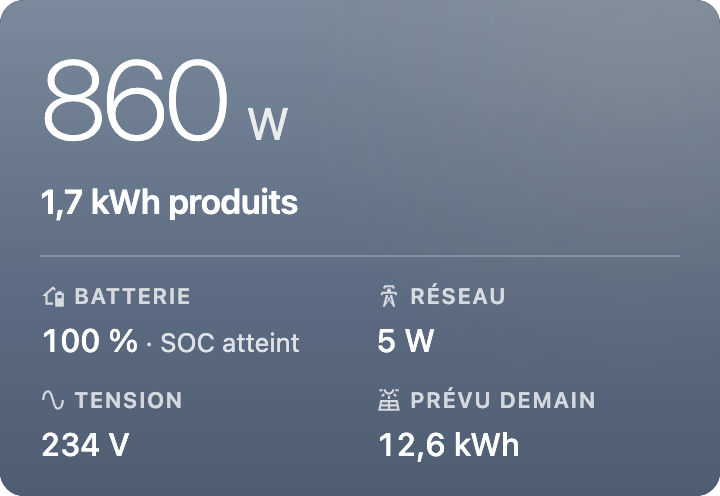 860 W
1,7 kWh produits
BATTERIE
100 % · SOC atteint
RÉSEAU
5 W
TENSION
234 V
PRÉVU DEMAIN
12,6 kWh